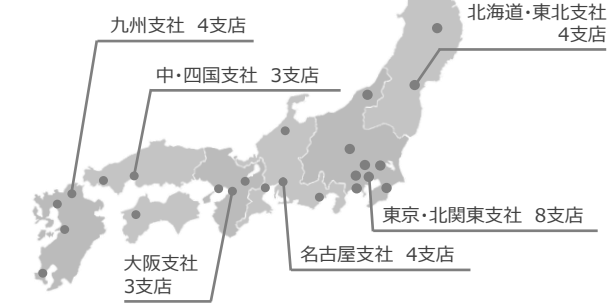 北海道・東北支社
4支店
九州支社 4支店
中・四国支社 3支店
東京・北関東支社 8支店
名古屋支社 4支店
大阪支社
3支店